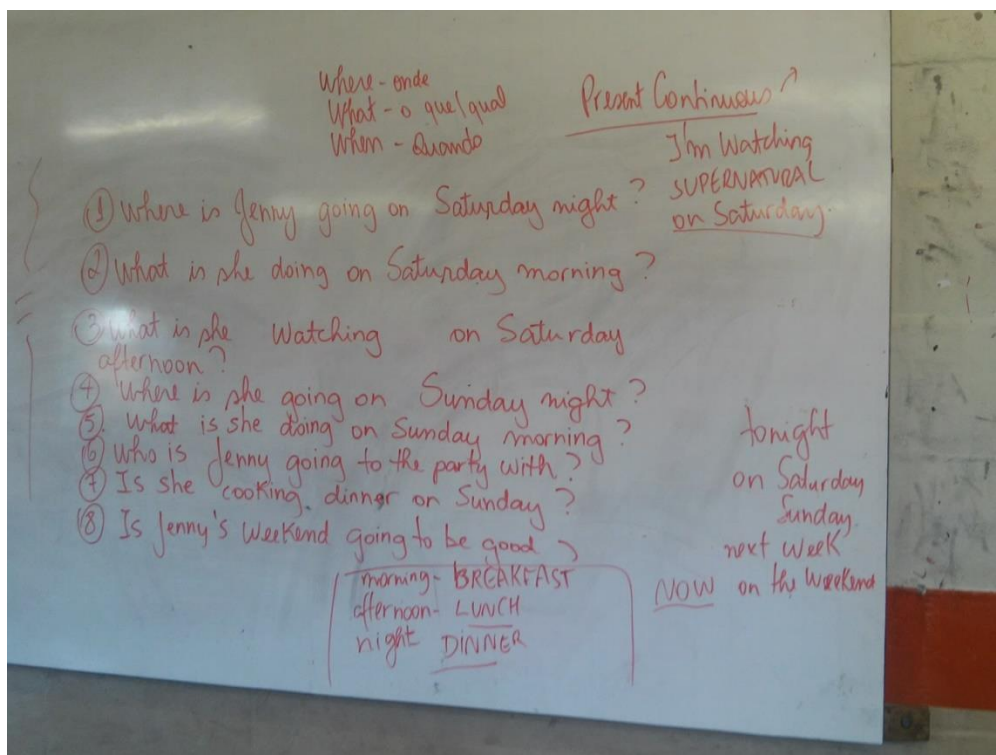 Where - onde
What - o que/qual
When - Quando
Present Continuous
I'm Watching
SUPERNATURAL
on Saturday.
① Where is Jenny going on Saturday night?
② What is she doing on Saturday morning?
③ What is she Watching on Saturday
afternoon?
④ Where is she going on Sunday night?
⑤. What is she doing on Sunday morning?
⑥ Who is Jenny going to the party with?
⑦ Is she cooking dinner on Sunday?
⑧ Is Jenny's Weekend going to be good ?
tonight
on Saturday
Sunday
next Week
NOW on the Weekend
morning - BREAKFAST
afternoon - LUNCH
night DINNER